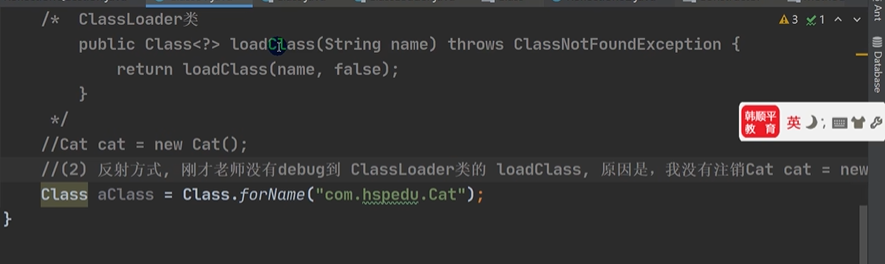 /*  ClassLoader类
public Class<?> loadClass(String name) throws ClassNotFoundException {
return loadClass(name, false);
}
*/
//Cat cat = new Cat();
//(2) 反射方式, 刚才老师没有debug到 ClassLoader类的 loadClass, 原因是，我没有注销Cat cat = new
Class aClass = Class.forName("com.hspedu.Cat");
}
3 1
Ant
Database
韩顺平
教育
英